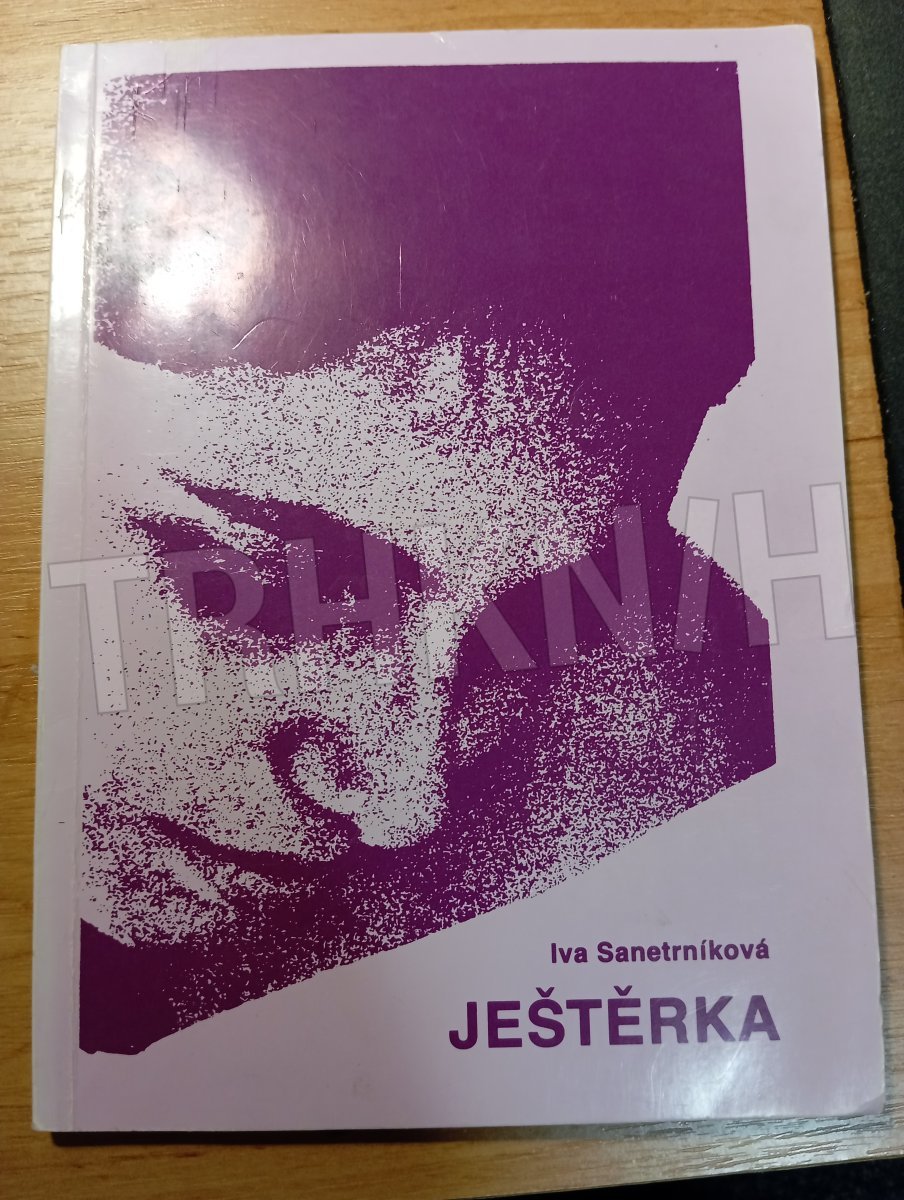 TRHKNIH
Iva Sanetrníková
JEŠTĚRKA